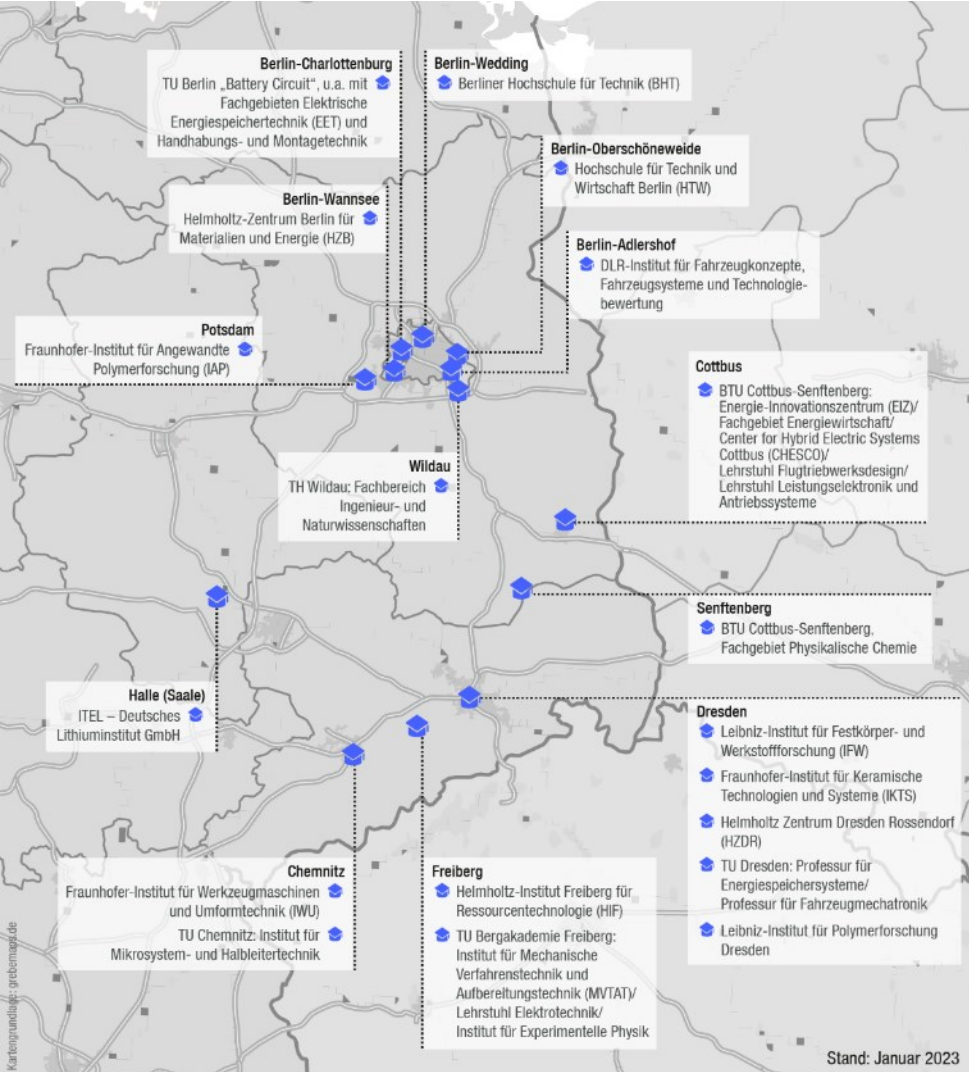 Berlin-Charlottenburg
TU Berlin „Battery Circuit“, u.a. mit
Fachgebieten Elektrische
Energiespeichertechnik (EET) und
Handhabungs- und Montagetechnik
Berlin-Wedding
Berliner Hochschule für Technik (BHT)
Berlin-Oberschöneweide
Hochschule für Technik und
Wirtschaft Berlin (HTW)
Berlin-Wannsee
Helmholtz-Zentrum Berlin für
Materialien und Energie (HZB)
Berlin-Adlershof
DLR-Institut für Fahrzeugkonzepte,
Fahrzeugsysteme und Technologie-
bewertung
Potsdam
Fraunhofer-Institut für Angewandte
Polymerforschung (IAP)
Cottbus
BTU Cottbus-Senftenberg:
Energie-Innovationszentrum (EIZ)/
Fachgebiet Energiewirtschaft/
Center for Hybrid Electric Systems
Cottbus (CHESCO)/
Lehrstuhl Flugtriebwerksdesign/
Lehrstuhl Leistungselektronik und
Antriebssysteme
Wildau
TH Wildau: Fachbereich
Ingenieur- und
Naturwissenschaften
Senftenberg
BTU Cottbus-Senftenberg,
Fachgebiet Physikalische Chemie
Halle (Saale)
ITEL – Deutsches
Lithiuminstitut GmbH
Dresden
Leibniz-Institut für Festkörper- und
Werkstoffforschung (IFW)
Fraunhofer-Institut für Keramische
Technologien und Systeme (IKTS)
Helmholtz Zentrum Dresden Rossendorf
(HZDR)
TU Dresden: Professur für
Energiespeichersysteme/
Professur für Fahrzeugmechatronik
Leibniz-Institut für Polymerforschung
Dresden
Chemnitz
Fraunhofer-Institut für Werkzeugmaschinen
und Umformtechnik (IWU)
TU Chemnitz: Institut für
Mikrosystem- und Halbleitertechnik
Freiberg
Helmholtz-Institut Freiberg für
Ressourcentechnologie (HIF)
TU Bergakademie Freiberg:
Institut für Mechanische
Verfahrenstechnik und
Aufbereitungstechnik (MVTAT)/
Lehrstuhl Elektrotechnik/
Institut für Experimentelle Physik
Kartengrundlage: grebemaps.de
Stand: Januar 2023